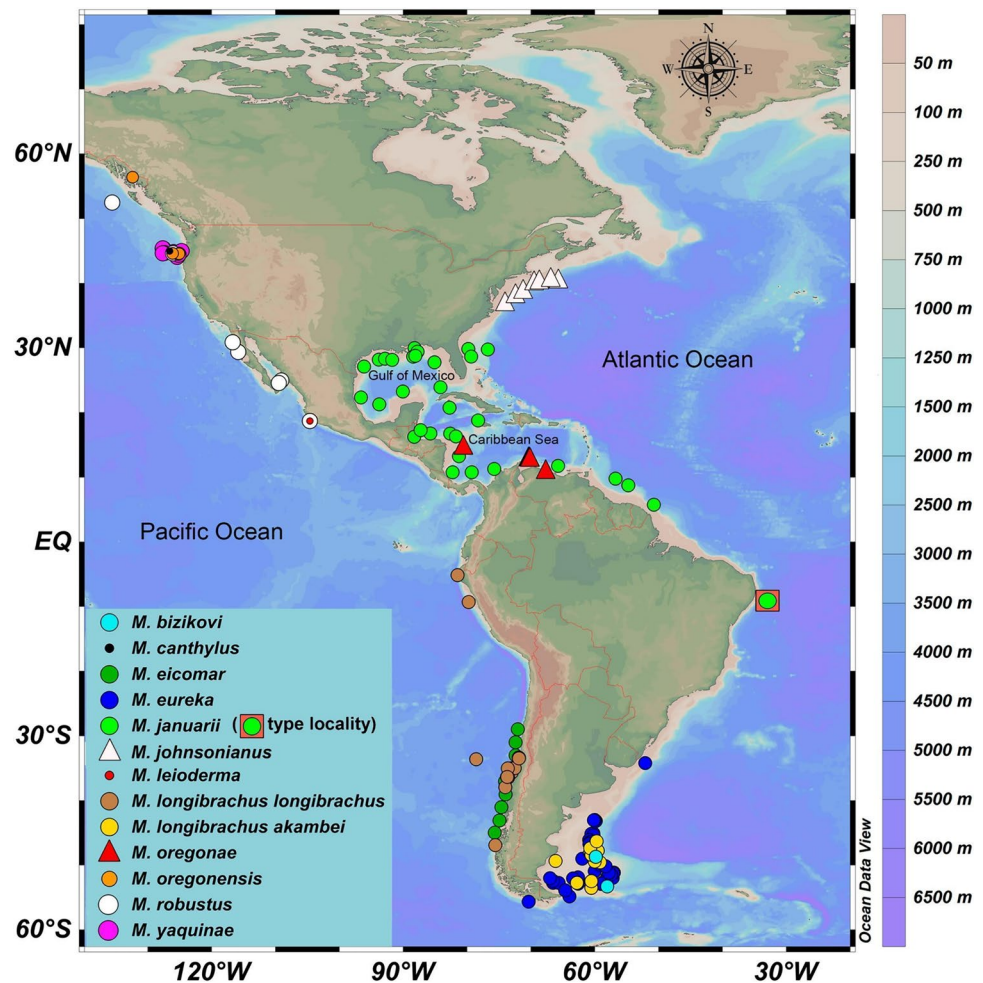 N
W E
S
60°N
30°N
EQ
30°S
60°S
120°W 90°W 60°W 30°W
Atlantic Ocean
Gulf of Mexico
Caribbean Sea
Pacific Ocean
M. bizikovi
M. canthylus
M. eicomar
M. eureka
M. januarii ( type locality)
M. johnsonianus
M. leioderma
M. longibrachus longibrachus
M. longibrachus akambei
M. oregonae
M. oregonensis
M. robustus
M. yaquinae
Ocean Data View
50 m
100 m
250 m
500 m
750 m
1000 m
1250 m
1500 m
2000 m
2500 m
3000 m
3500 m
4000 m
4500 m
5000 m
5500 m
6000 m
6500 m